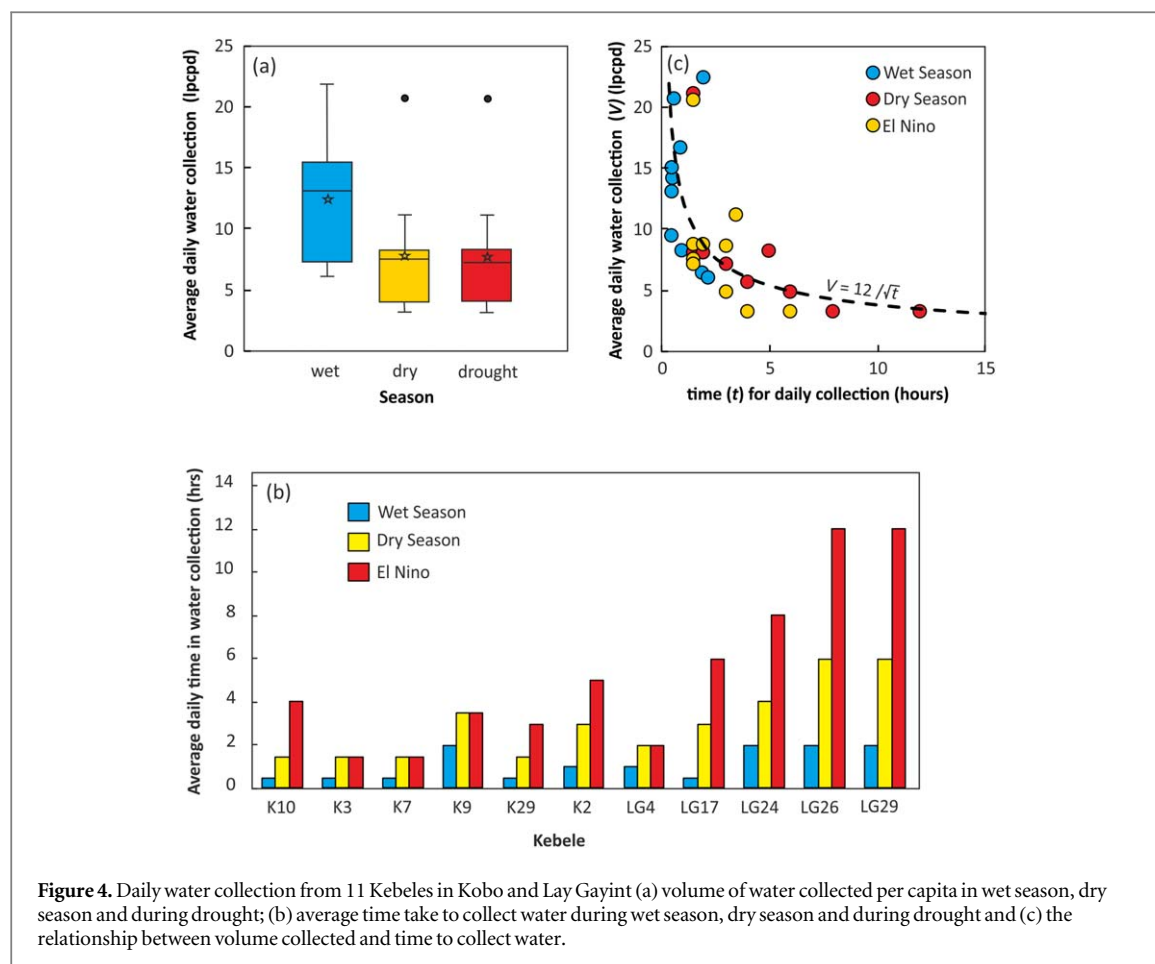 (a)
Average daily water collection (lpcpd)
25
20
15
10
5
0
wet dry drought
Season
(c)
Average daily water collection (V) (lpcpd)
25
20
15
10
5
0
Wet Season
Dry Season
El Nino
V = 12 /√t
0 5 10 15
time (t) for daily collection (hours)
(b)
Average daily time in water collection (hrs)
14
12
10
8
6
4
2
0
Wet Season
Dry Season
El Nino
K10 K3 K7 K9 K29 K2 LG4 LG17 LG24 LG26 LG29
Kebele
Figure 4. Daily water collection from 11 Kebeles in Kobo and Lay Gayint (a) volume of water collected per capita in wet season, dry
season and during drought; (b) average time take to collect water during wet season, dry season and during drought and (c) the
relationship between volume collected and time to collect water.